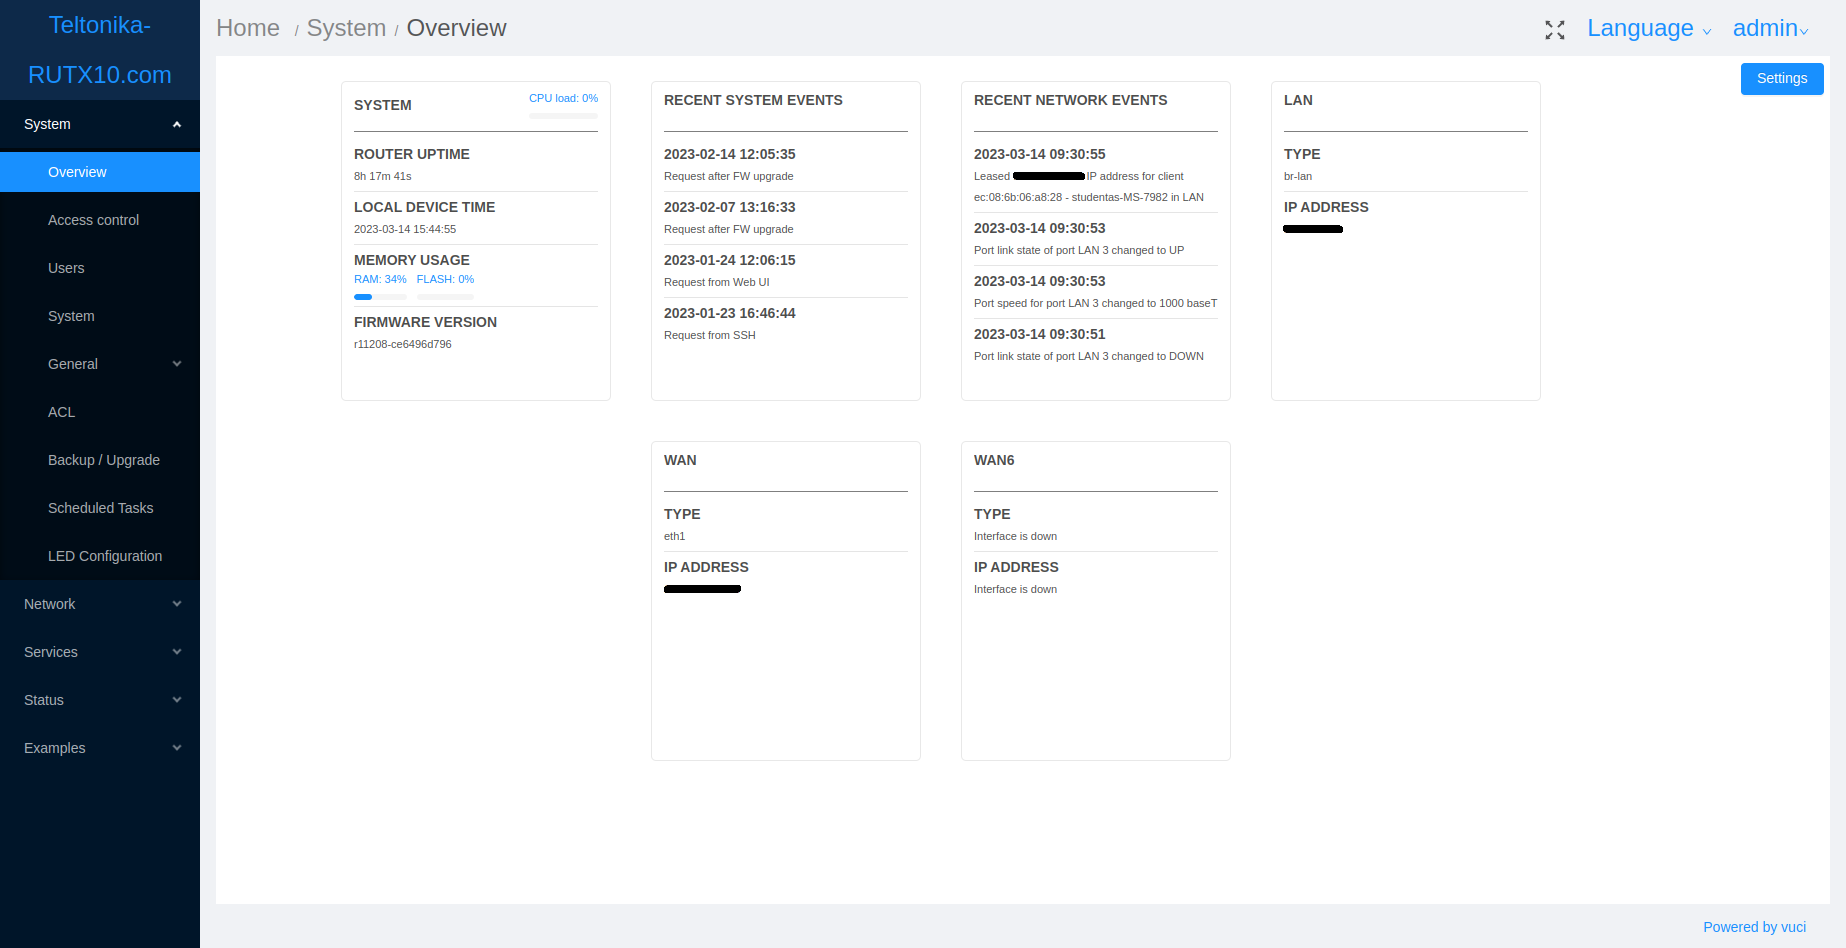 Teltonika-
RUTX10.com
System
Overview
Access control
Users
System
General
ACL
Backup / Upgrade
Scheduled Tasks
LED Configuration
Network
Services
Status
Examples
Home / System / Overview
Language
admin
Settings
SYSTEM
CPU load: 0%
ROUTER UPTIME
8h 17m 41s
LOCAL DEVICE TIME
2023-03-14 15:44:55
MEMORY USAGE
RAM: 34% FLASH: 0%
FIRMWARE VERSION
r11208-ce6496d796
RECENT SYSTEM EVENTS
2023-02-14 12:05:35
Request after FW upgrade
2023-02-07 13:16:33
Request after FW upgrade
2023-01-24 12:06:15
Request from Web UI
2023-01-23 16:46:44
Request from SSH
RECENT NETWORK EVENTS
2023-03-14 09:30:55
Leased IP address for client
ec:08:6b:06:a8:28 - studentas-MS-7982 in LAN
2023-03-14 09:30:53
Port link state of port LAN 3 changed to UP
2023-03-14 09:30:53
Port speed for port LAN 3 changed to 1000 baseT
2023-03-14 09:30:51
Port link state of port LAN 3 changed to DOWN
LAN
TYPE
br-lan
IP ADDRESS
WAN
TYPE
eth1
IP ADDRESS
WAN6
TYPE
Interface is down
IP ADDRESS
Interface is down
Powered by vuci